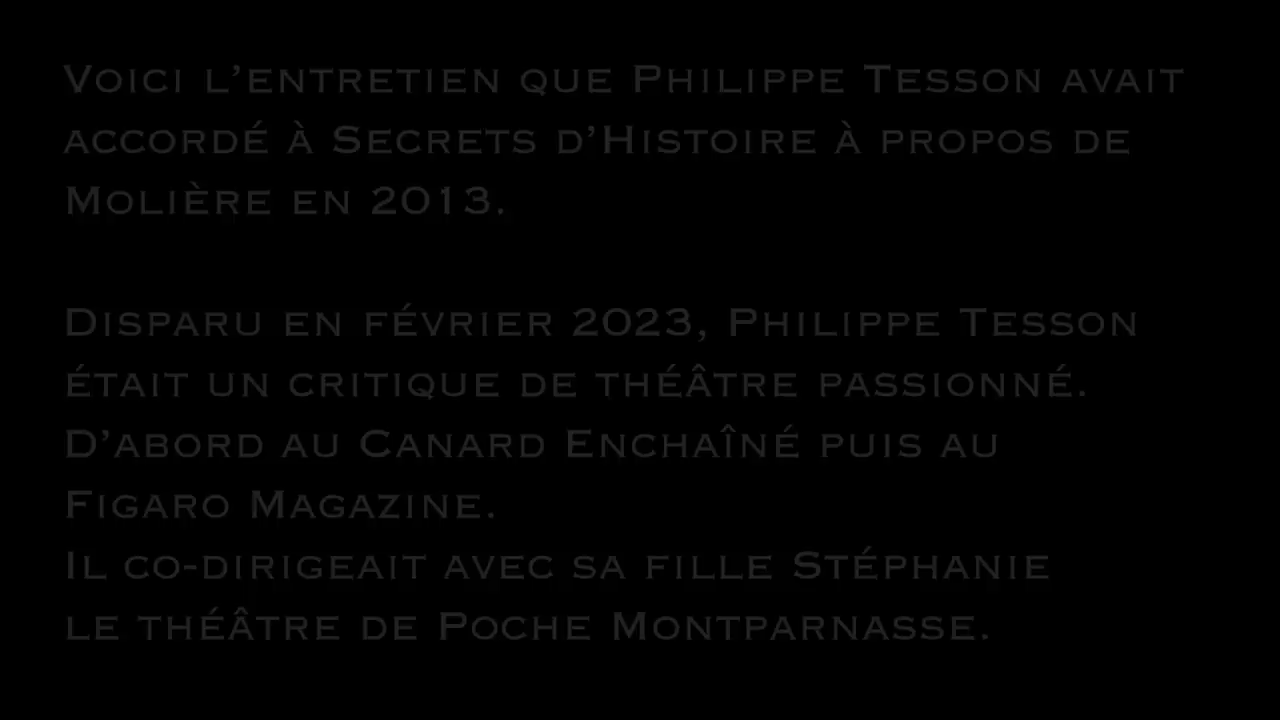 Voici l’entretien que Philippe Tesson avait
accordé à Secrets d’Histoire à propos de
Molière en 2013.
Disparu en février 2023, Philippe Tesson
était un critique de théâtre passionné.
D’abord au Canard Enchaîné puis au
Figaro Magazine.
Il co-dirigeait avec sa fille Stéphanie
le théâtre de Poche Montparnasse.